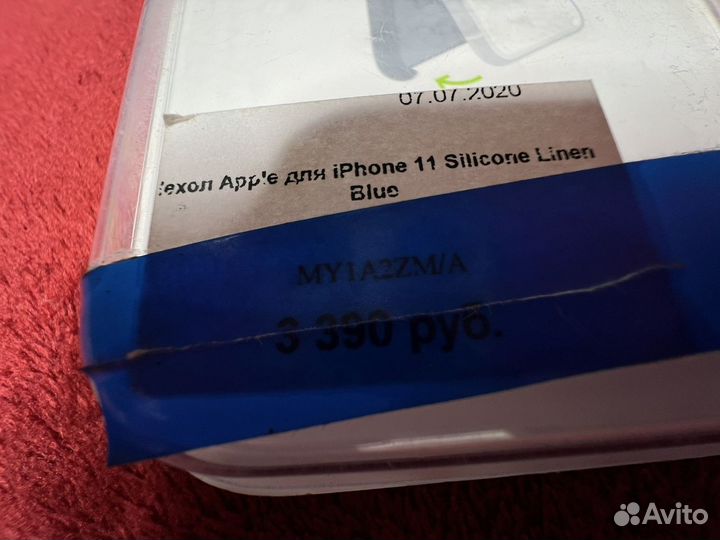 07.07.2020
Чехол Apple для iPhone 11 Silicone Linen
Blue
MY1A2ZM/A
3 390 руб.
Avito